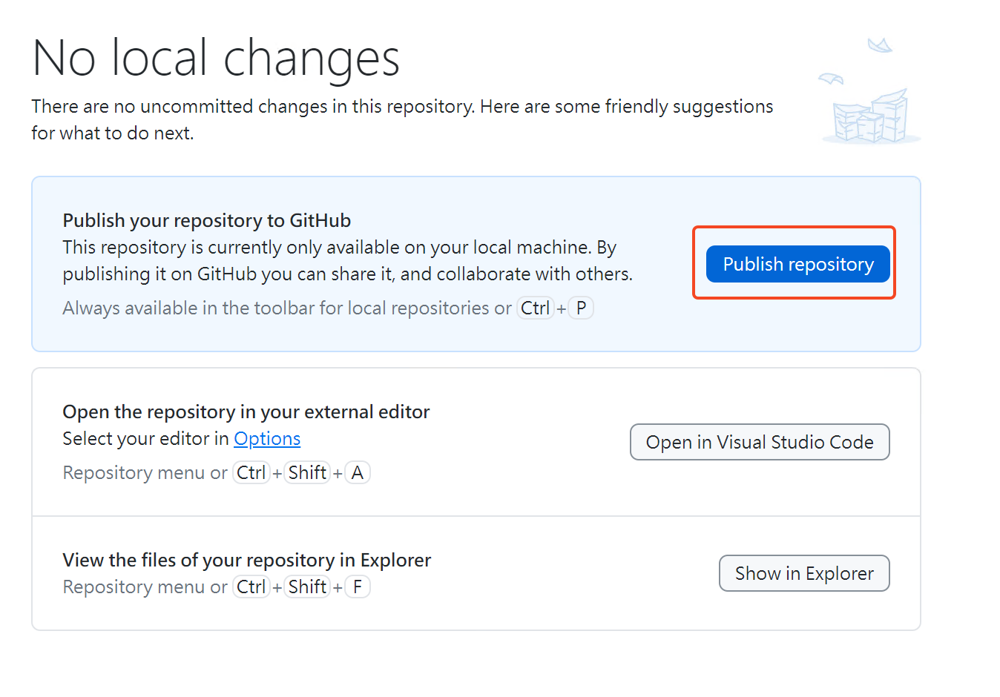 No local changes
There are no uncommitted changes in this repository. Here are some friendly suggestions
for what to do next.
Publish your repository to GitHub
This repository is currently only available on your local machine. By
publishing it on GitHub you can share it, and collaborate with others.
Always available in the toolbar for local repositories or Ctrl + P
Publish repository
Open the repository in your external editor
Select your editor in Options
Repository menu or Ctrl + Shift + A
Open in Visual Studio Code
View the files of your repository in Explorer
Repository menu or Ctrl + Shift + F
Show in Explorer